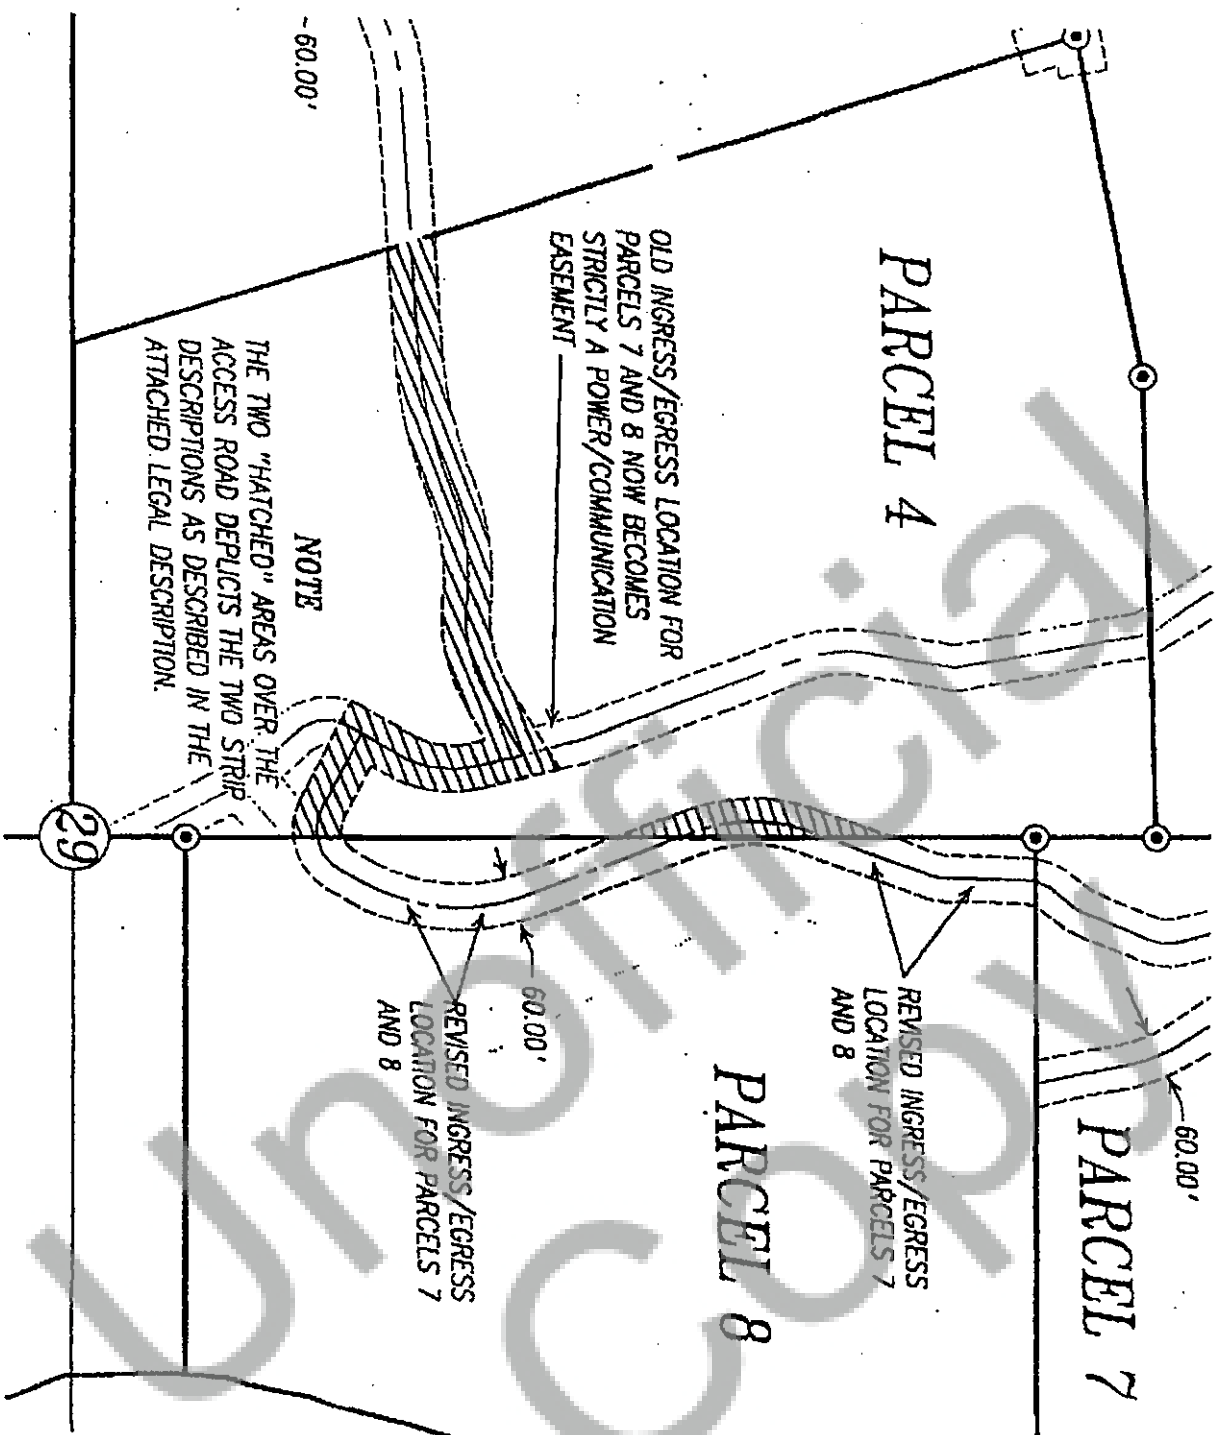 PARCEL 7
60.00'
PARCEL 4
REVISED INGRESS/EGRESS
LOCATION FOR PARCELS 7
AND 8
PARCEL 8
OLD INGRESS/EGRESS LOCATION FOR
PARCELS 7 AND 8 NOW BECOMES
STRICTLY A POWER/COMMUNICATION
EASEMENT
60.00'
REVISED INGRESS/EGRESS
LOCATION FOR PARCELS 7
AND 8
60.00'
NOTE
THE TWO "HATCHED" AREAS OVER THE
ACCESS ROAD DEPLICTS THE TWO STRIP
DESCRIPTIONS AS DESCRIBED IN THE
ATTACHED LEGAL DESCRIPTION.
29
Unofficial
Copy